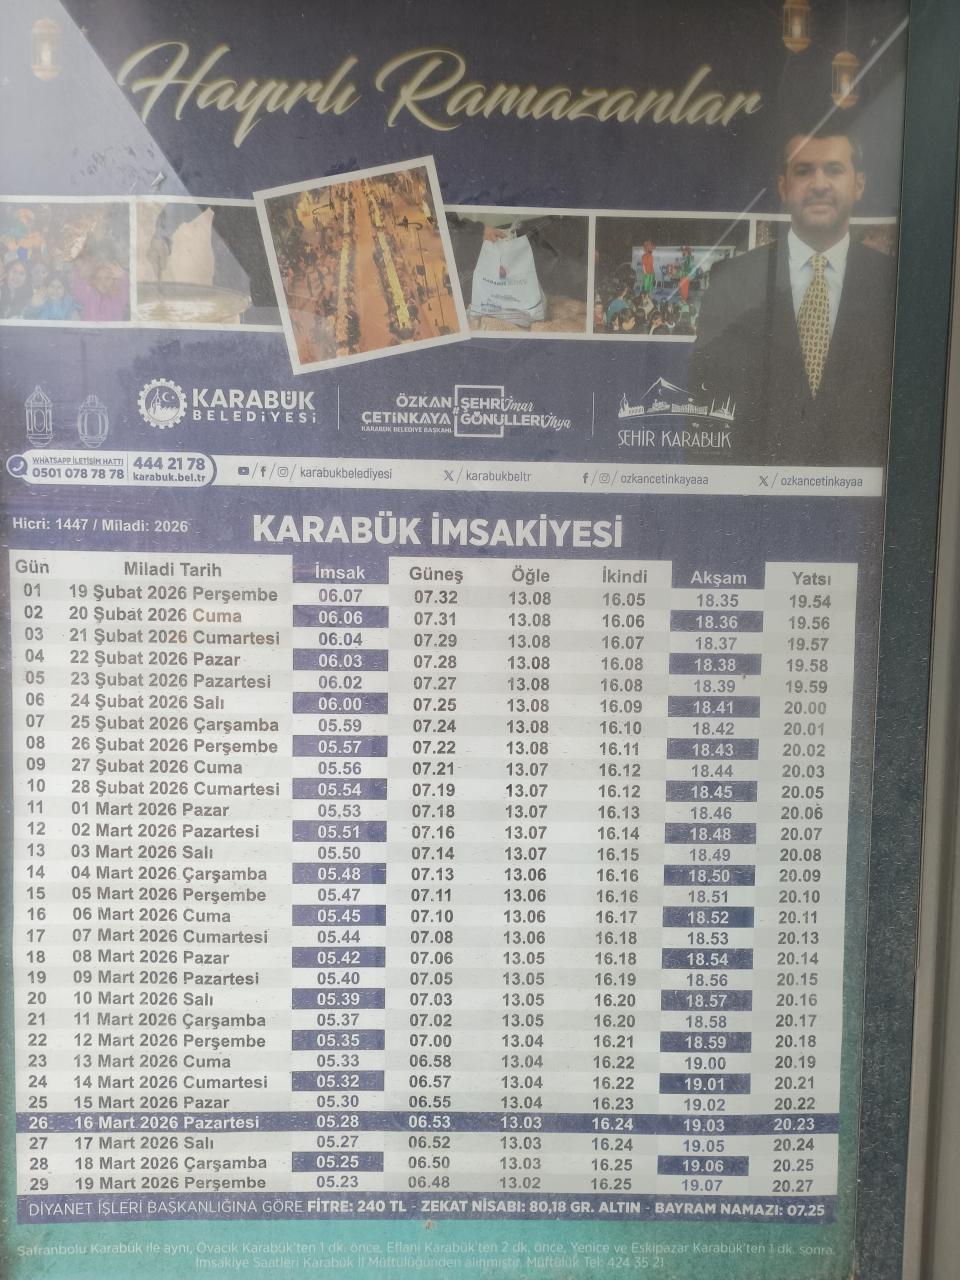 Hayırlı Ramazanlar
KARABÜK
BELEDİYESİ
ÖZKAN
ÇETİNKAYA
KARABÜK BELEDİYE BAŞKANI
#ŞEHRİ İmar
GÖNÜLLERİ İhya
ŞEHİR KARABÜK
WHATSAPP İLETİŞİM HATTI
0501 078 78 78
444 21 78
karabuk.bel.tr
karabukbelediyesi
karabukbeltr
ozkancetinkayaaa
ozkancetinkayaa
Hicri: 1447 / Miladi: 2026
KARABÜK İMSAKİYESİ
Gün Miladi Tarih İmsak Güneş Öğle İkindi Akşam Yatsı
01 19 Şubat 2026 Perşembe 06.07 07.32 13.08 16.05 18.35 19.54
02 20 Şubat 2026 Cuma 06.06 07.31 13.08 16.06 18.36 19.56
03 21 Şubat 2026 Cumartesi 06.04 07.29 13.08 16.07 18.37 19.57
04 22 Şubat 2026 Pazar 06.03 07.28 13.08 16.08 18.38 19.58
05 23 Şubat 2026 Pazartesi 06.02 07.27 13.08 16.08 18.39 19.59
06 24 Şubat 2026 Salı 06.00 07.25 13.08 16.09 18.41 20.00
07 25 Şubat 2026 Çarşamba 05.59 07.24 13.08 16.10 18.42 20.01
08 26 Şubat 2026 Perşembe 05.57 07.22 13.08 16.11 18.43 20.02
09 27 Şubat 2026 Cuma 05.56 07.21 13.07 16.12 18.44 20.03
10 28 Şubat 2026 Cumartesi 05.54 07.19 13.07 16.12 18.45 20.05
11 01 Mart 2026 Pazar 05.53 07.18 13.07 16.13 18.46 20.06
12 02 Mart 2026 Pazartesi 05.51 07.16 13.07 16.14 18.48 20.07
13 03 Mart 2026 Salı 05.50 07.14 13.07 16.15 18.49 20.08
14 04 Mart 2026 Çarşamba 05.48 07.13 13.06 16.16 18.50 20.09
15 05 Mart 2026 Perşembe 05.47 07.11 13.06 16.16 18.51 20.10
16 06 Mart 2026 Cuma 05.45 07.10 13.06 16.17 18.52 20.11
17 07 Mart 2026 Cumartesi 05.44 07.08 13.06 16.18 18.53 20.13
18 08 Mart 2026 Pazar 05.42 07.06 13.05 16.18 18.54 20.14
19 09 Mart 2026 Pazartesi 05.40 07.05 13.05 16.19 18.56 20.15
20 10 Mart 2026 Salı 05.39 07.03 13.05 16.20 18.57 20.16
21 11 Mart 2026 Çarşamba 05.37 07.02 13.05 16.20 18.58 20.17
22 12 Mart 2026 Perşembe 05.35 07.00 13.04 16.21 18.59 20.18
23 13 Mart 2026 Cuma 05.33 06.58 13.04 16.22 19.00 20.19
24 14 Mart 2026 Cumartesi 05.32 06.57 13.04 16.22 19.01 20.21
25 15 Mart 2026 Pazar 05.30 06.55 13.04 16.23 19.02 20.22
26 16 Mart 2026 Pazartesi 05.28 06.53 13.03 16.24 19.03 20.23
27 17 Mart 2026 Salı 05.27 06.52 13.03 16.24 19.05 20.24
28 18 Mart 2026 Çarşamba 05.25 06.50 13.03 16.25 19.06 20.25
29 19 Mart 2026 Perşembe 05.23 06.48 13.02 16.25 19.07 20.27
DİYANET İŞLERİ BAŞKANLIĞINA GÖRE FİTRE: 240 TL - ZEKAT NİSABI: 80,18 GR. ALTIN - BAYRAM NAMAZI: 07.25
Safranbolu Karabük ile aynı, Ovacık Karabük'ten 1 dk. önce, Eflani Karabük'ten 2 dk. önce, Yenice ve Eskipazar Karabük'ten 1 dk. sonra.
İmsakiye Saatleri Karabük İl Müftülüğünden alınmıştır. Müftülük Tel: 424 35 21